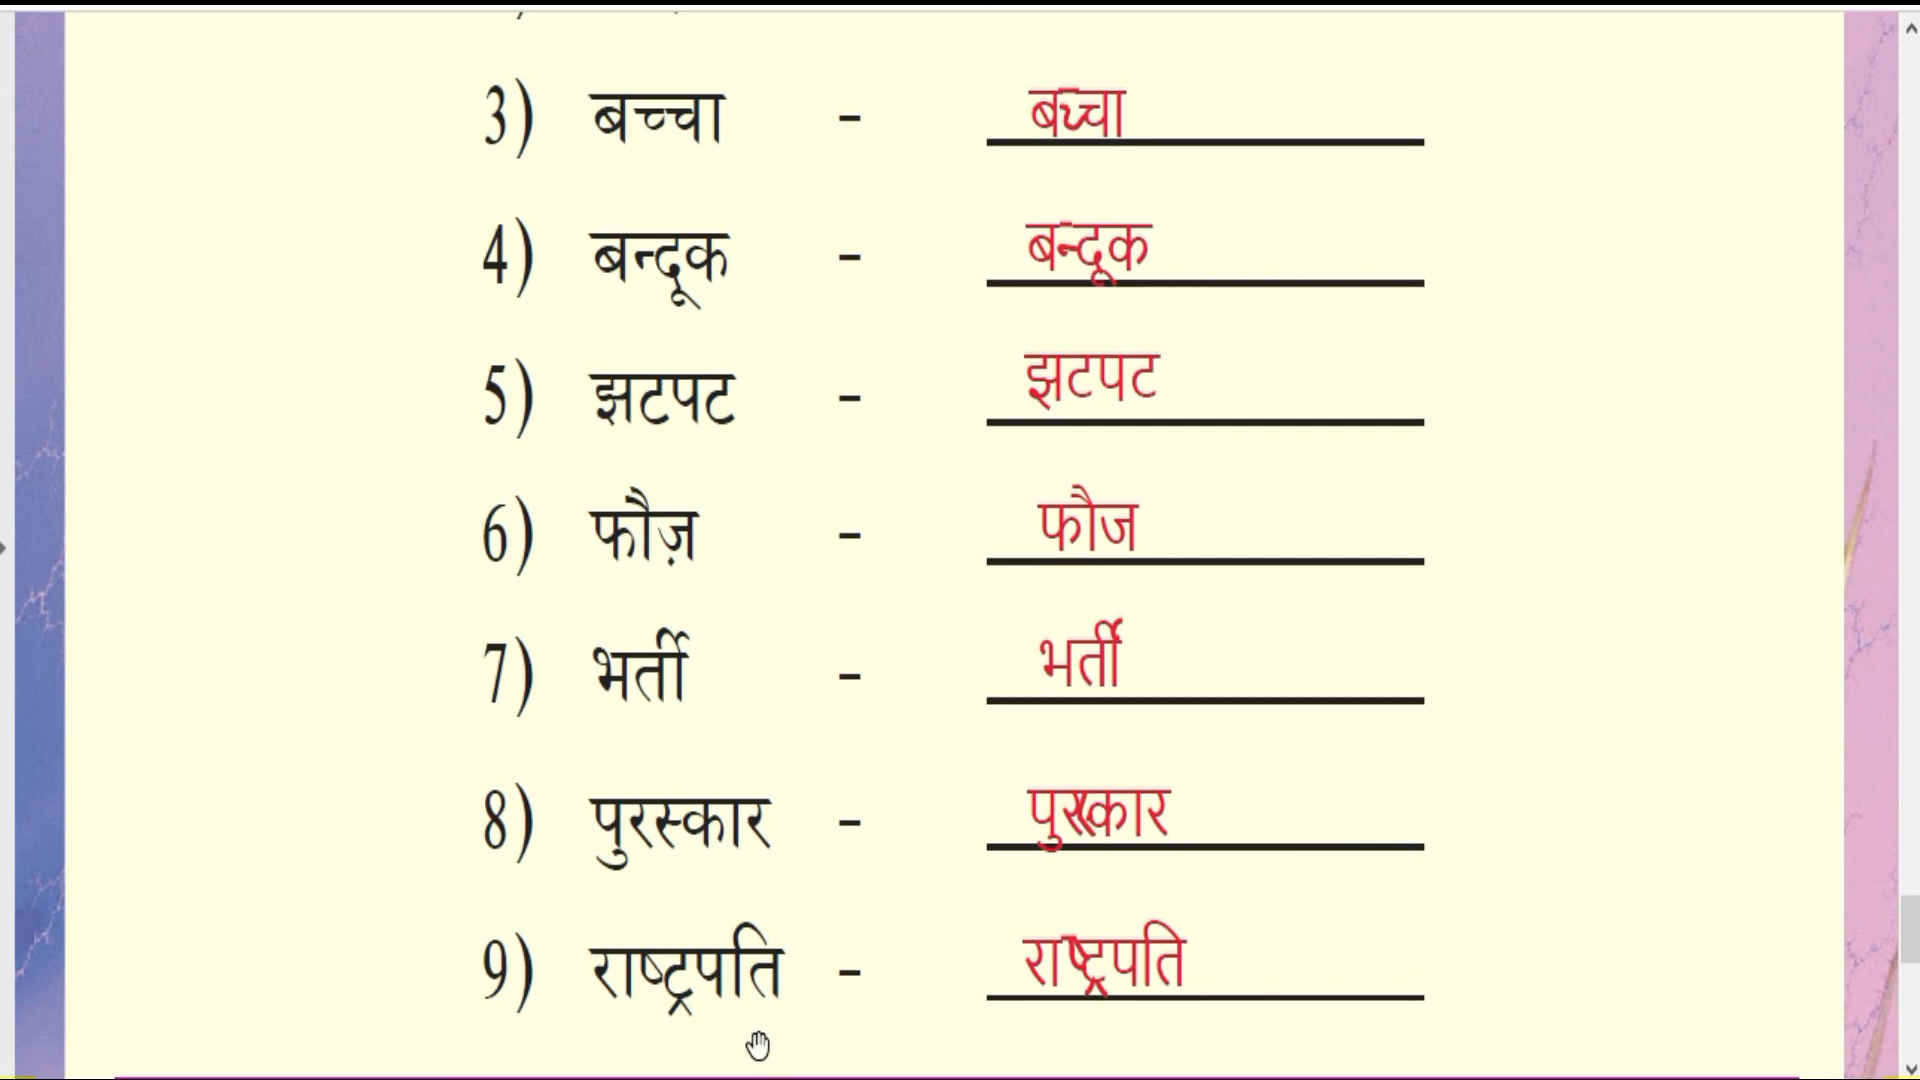 3) बच्चा - बच्चा
4) बन्दूक - बन्दूक
5) झटपट - झटपट
6) फौज़ - फौज
7) भर्ती - भर्ती
8) पुरस्कार - पुरस्कार
9) राष्ट्रपति - राष्ट्रपति